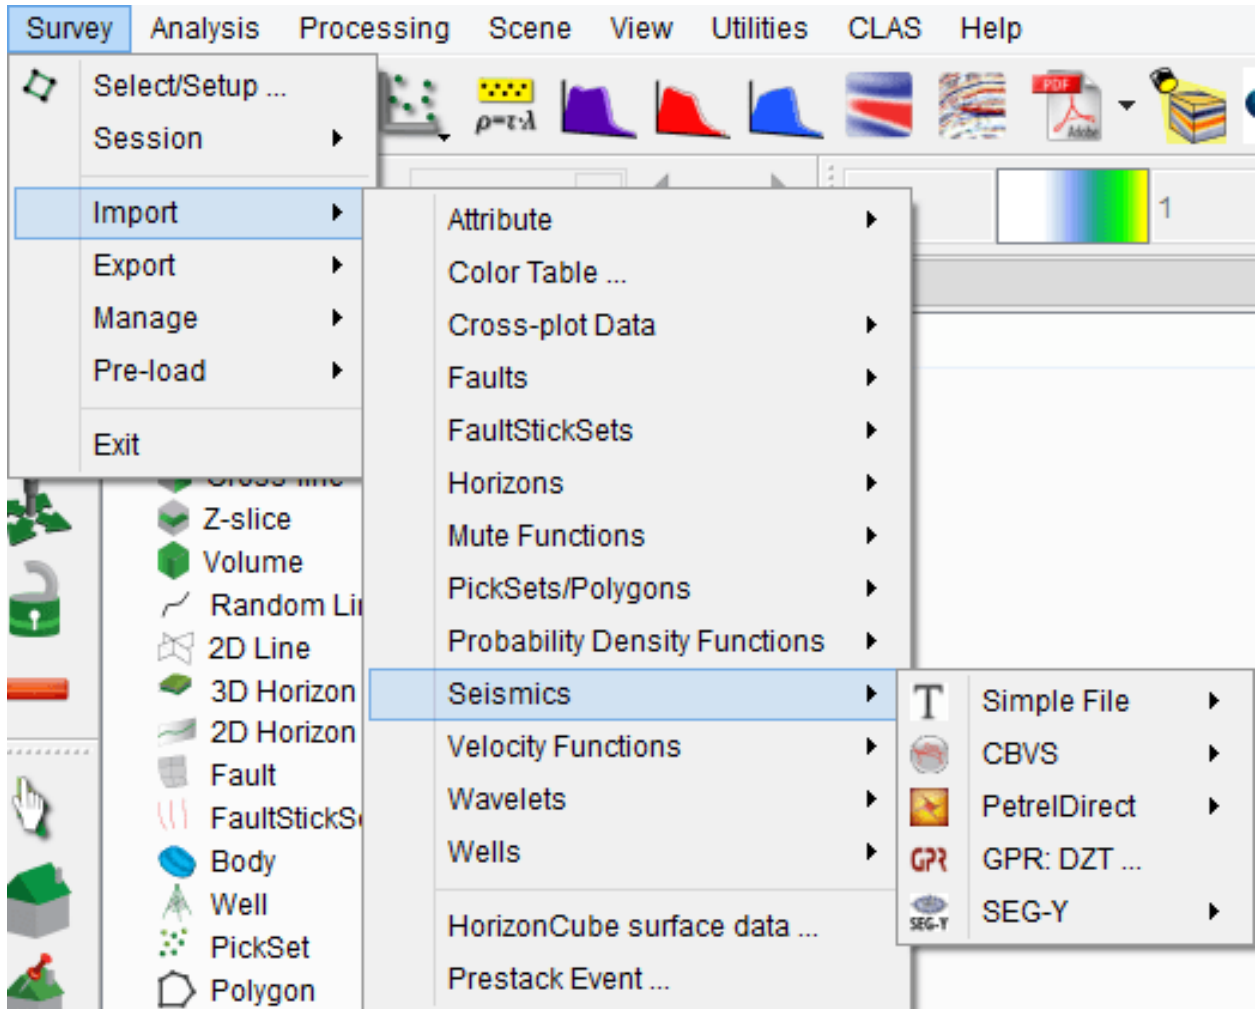 Survey Analysis Processing Scene View Utilities CLAS Help
Select/Setup ...
Session
ρ=τ·λ
PDF
Adobe
Import
Export
Manage
Pre-load
Exit
1
Attribute
Color Table ...
Cross-plot Data
Faults
FaultStickSets
Horizons
Mute Functions
PickSets/Polygons
Probability Density Functions
Seismics
Velocity Functions
Wavelets
Wells
HorizonCube surface data ...
Prestack Event ...
Simple File
CBVS
PetrelDirect
GPR GPR: DZT ...
SEG-Y SEG-Y
Cross-line
Z-slice
Volume
Random Li
2D Line
3D Horizon
2D Horizon
Fault
FaultStickS
Body
Well
PickSet
Polygon